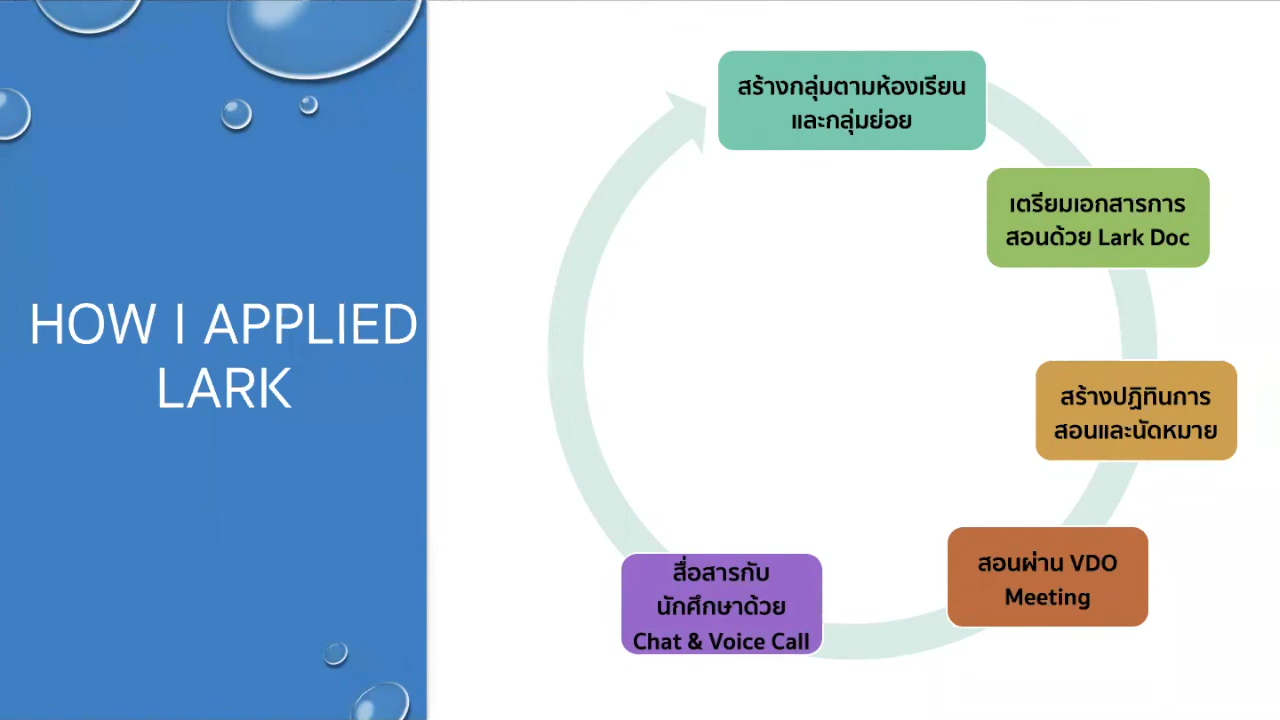 HOW I APPLIED
LARK
สร้างกลุ่มตามห้องเรียน
และกลุ่มย่อย
เตรียมเอกสารการ
สอนด้วย Lark Doc
สร้างปฏิทินการ
สอนและนัดหมาย
สอนผ่าน VDO
Meeting
สื่อสารกับ
นักศึกษาด้วย
Chat & Voice Call